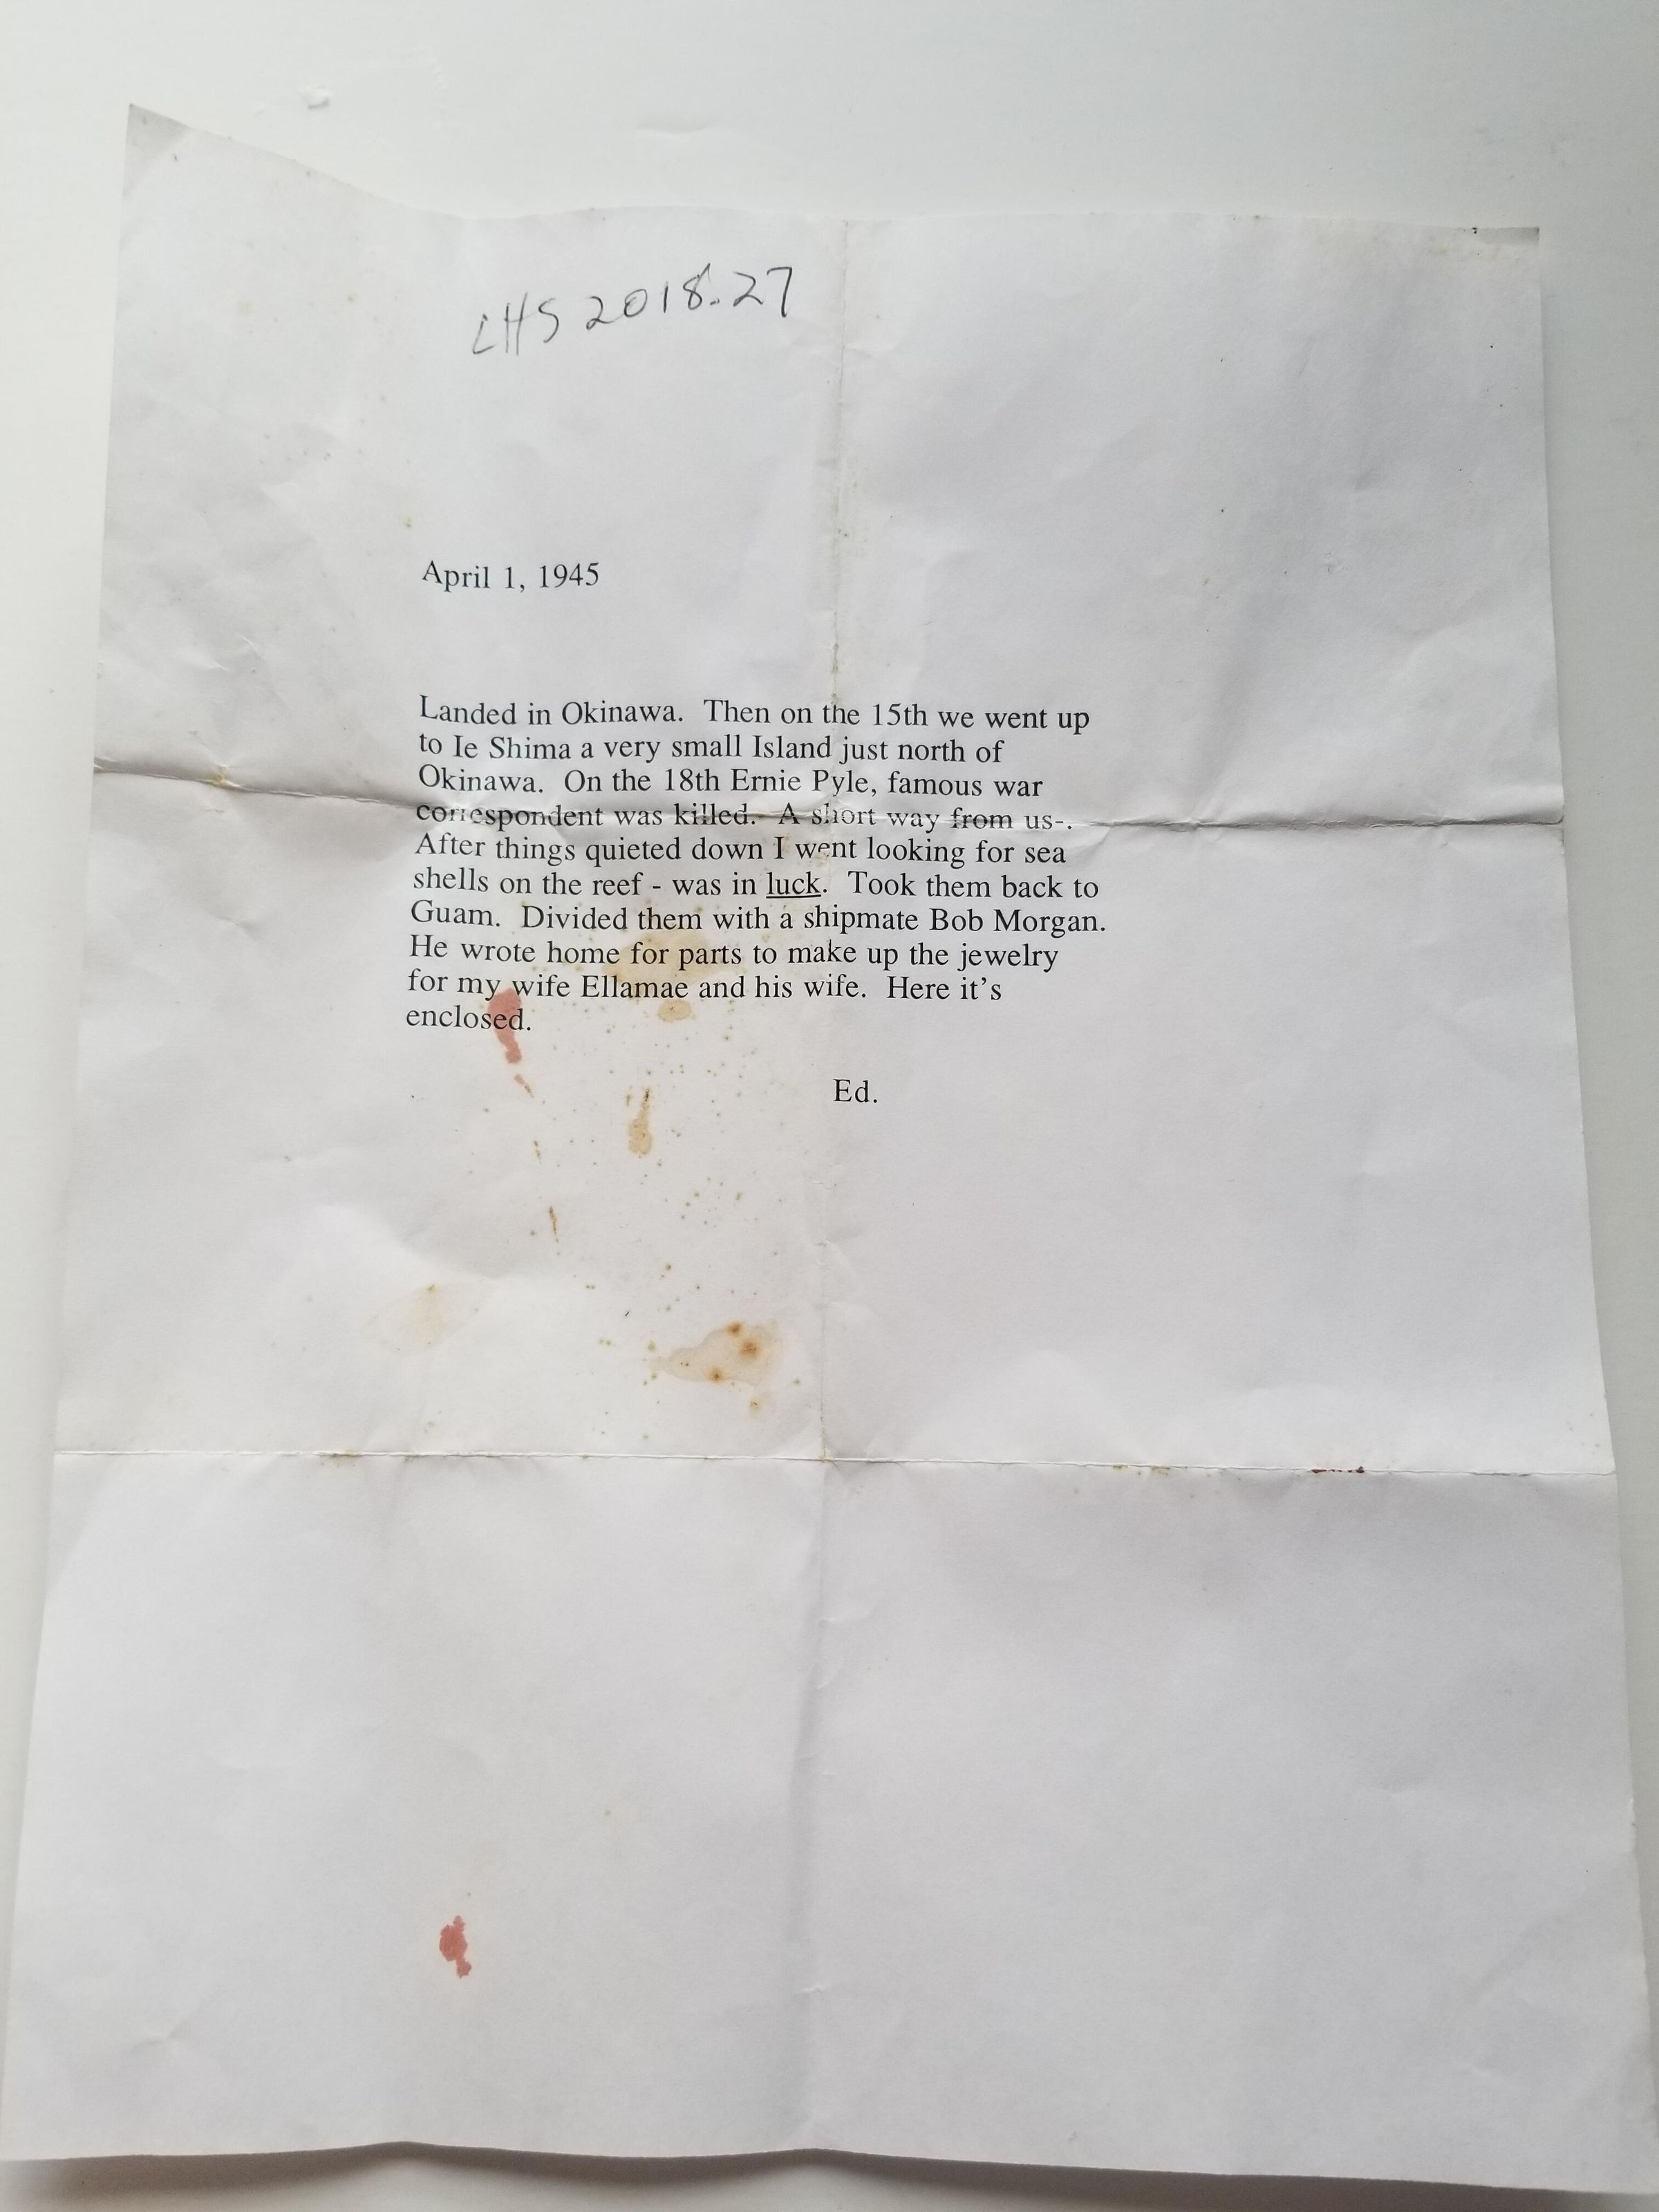 LHS 2018.27
April 1, 1945
Landed in Okinawa. Then on the 15th we went up
to Ie Shima a very small Island just north of
Okinawa. On the 18th Ernie Pyle, famous war
correspondent was killed. A short way from us-.
After things quieted down I went looking for sea
shells on the reef - was in luck. Took them back to
Guam. Divided them with a shipmate Bob Morgan.
He wrote home for parts to make up the jewelry
for my wife Ellamae and his wife. Here it's
enclosed.
Ed.